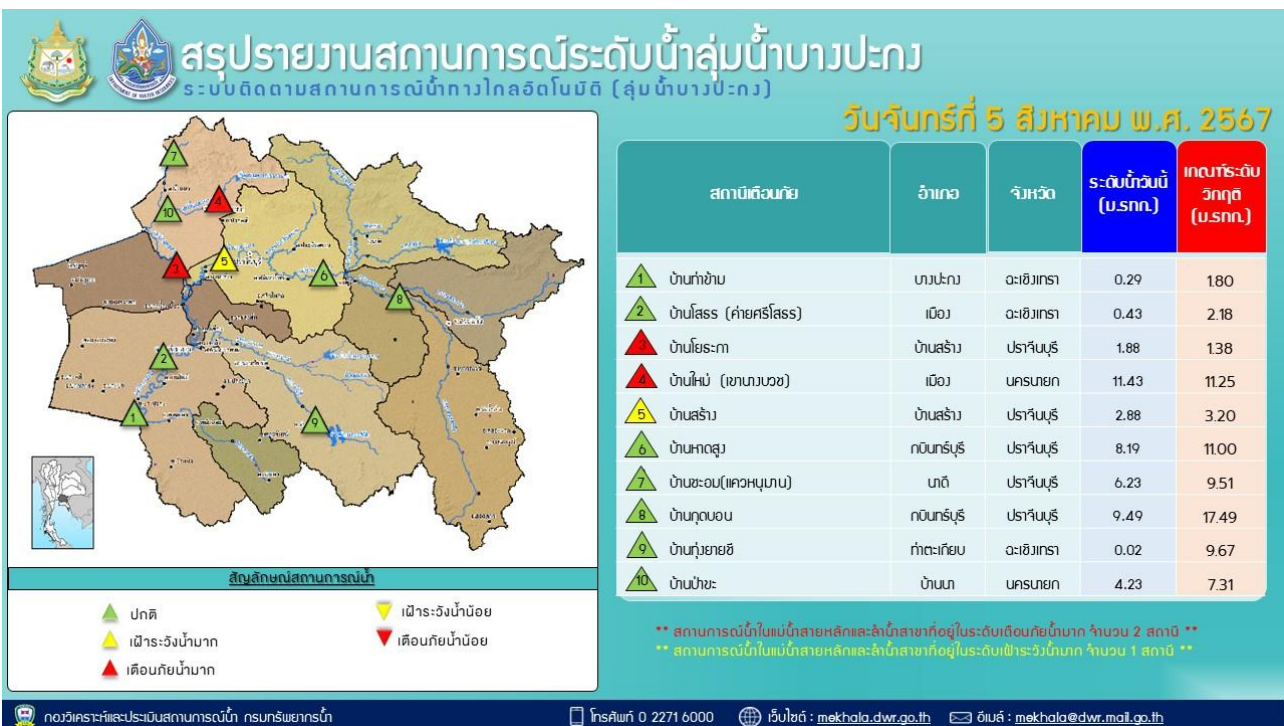 สรุปรายงานสถานการณ์ระดับน้ำลุ่มน้ำบางปะกง
ระบบติดตามสถานการณ์น้ำทางไกลอัตโนมัติ (ลุ่มน้ำบางปะกง)
วันจันทร์ที่ 5 สิงหาคม พ.ศ. 2567
7
4
10
3
5
6
8
2
1
9
สัญลักษณ์สถานการณ์น้ำ
ปกติ
เฝ้าระวังน้ำมาก
เตือนภัยน้ำมาก
เฝ้าระวังน้ำน้อย
เตือนภัยน้ำน้อย
สถานีเตือนภัย อำเภอ จังหวัด ระดับน้ำวันนี้ (ม.รทก.) เกณฑ์ระดับวิกฤติ (ม.รทก.)
1 บ้านท่าข้าม บางปะกง ฉะเชิงเทรา 0.29 1.80
2 บ้านโสธร (ค่ายศรีโสธร) เมือง ฉะเชิงเทรา 0.43 2.18
3 บ้านโยธะกา บ้านสร้าง ปราจีนบุรี 1.88 1.38
4 บ้านใหม่ (เขานางบวช) เมือง นครนายก 11.43 11.25
5 บ้านสร้าง บ้านสร้าง ปราจีนบุรี 2.88 3.20
6 บ้านหาดสูง กบินทร์บุรี ปราจีนบุรี 8.19 11.00
7 บ้านชะอม(แควหนุมาน) นาดี ปราจีนบุรี 6.23 9.51
8 บ้านกุดบอน กบินทร์บุรี ปราจีนบุรี 9.49 17.49
9 บ้านทุ่งยายชี ท่าตะเกียบ ฉะเชิงเทรา 0.02 9.67
10 บ้านป่าขะ บ้านนา นครนายก 4.23 7.31
** สถานการณ์น้ำในแม่น้ำสายหลักและลำน้ำสาขาที่อยู่ในระดับเตือนภัยน้ำมาก จำนวน 2 สถานี **
** สถานการณ์น้ำในแม่น้ำสายหลักและลำน้ำสาขาที่อยู่ในระดับเฝ้าระวังน้ำมาก จำนวน 1 สถานี **
กองวิเคราะห์และประเมินสถานการณ์น้ำ กรมทรัพยากรน้ำ โทรศัพท์ 0 2271 6000 เว็บไซต์ : mekhala.dwr.go.th อีเมล์ : mekhala@dwr.mail.go.th